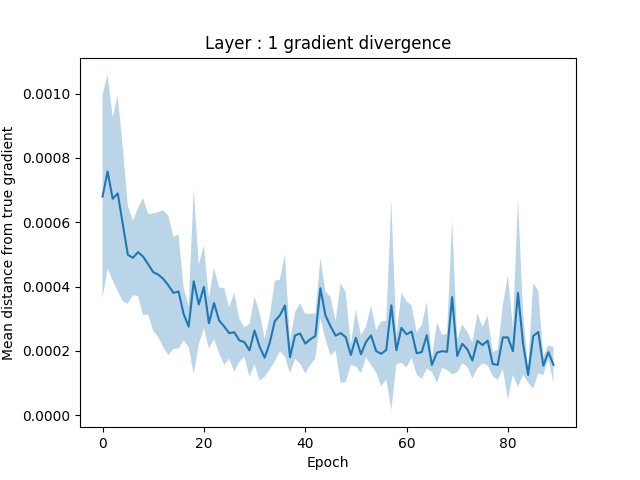 Layer : 1 gradient divergence
Mean distance from true gradient
0.0010
0.0008
0.0006
0.0004
0.0002
0.0000
0 20 40 60 80
Epoch